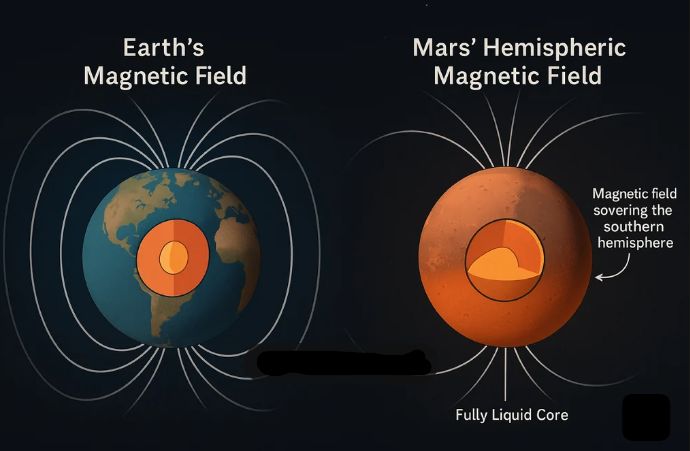 Earth's
Magnetic Field
Mars' Hemispheric
Magnetic Field
Magnetic field
sovering the
southern
hemisphere
Fully Liquid Core